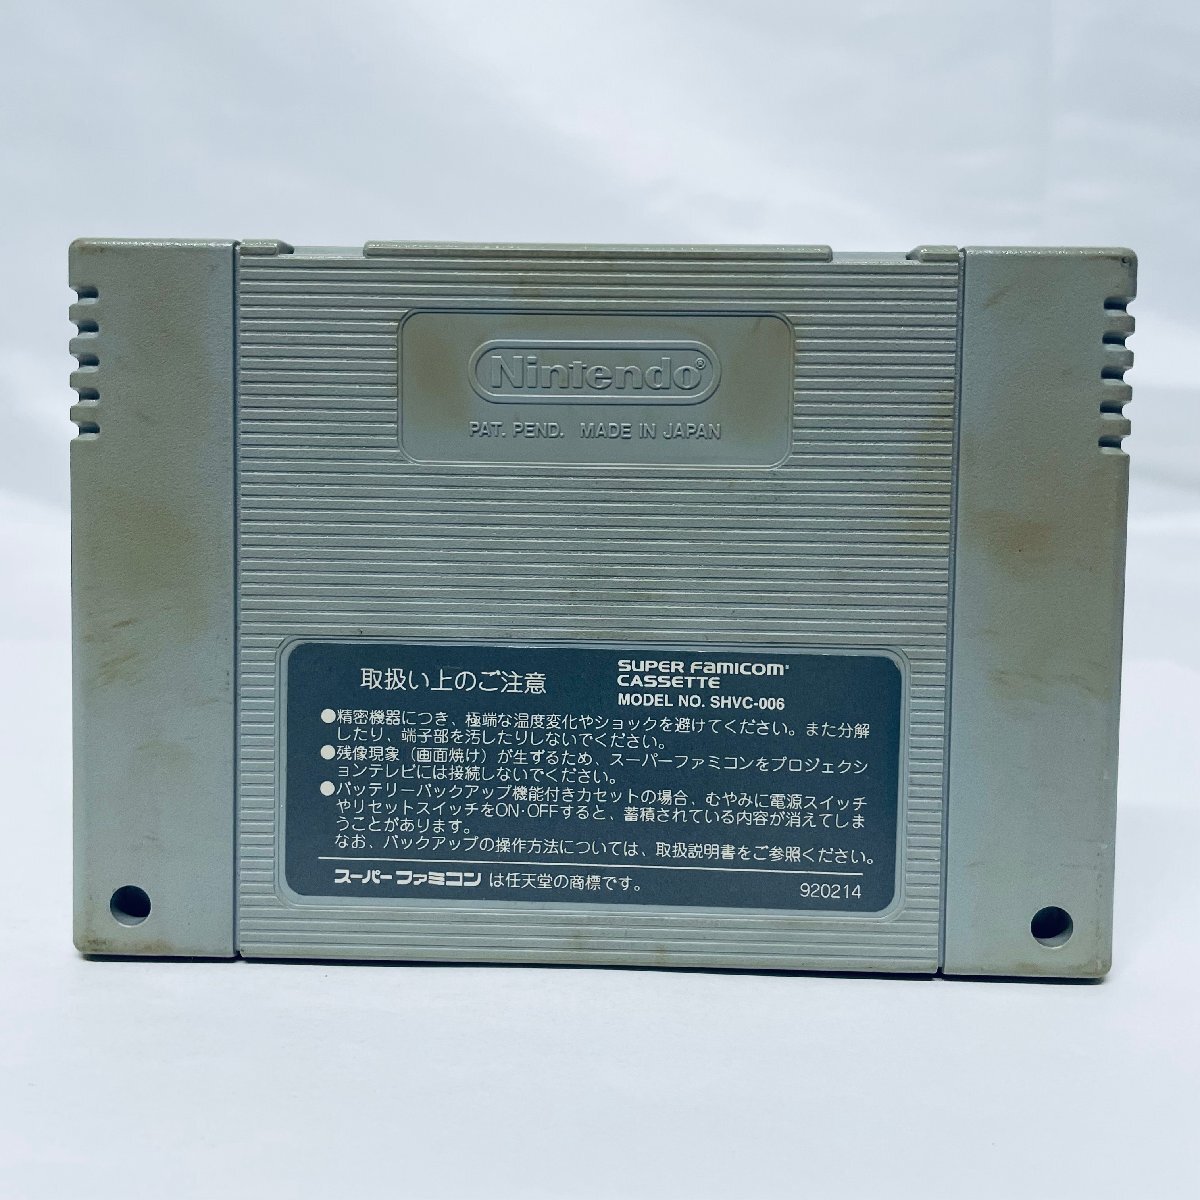 Nintendo®
PAT. PEND. MADE IN JAPAN
取扱い上のご注意
SUPER FAMICOM
CASSETTE
MODEL NO. SHVC-006
●精密機器につき、極端な温度変化やショックを避けてください。また分解
したり、端子部を汚したりしないでください。
●残像現象（画面焼け）が生ずるため、スーパーファミコンをプロジェクシ
ョンテレビには接続しないでください。
●バッテリーバックアップ機能付きカセットの場合、むやみに電源スイッチ
やリセットスイッチをON·OFFすると、蓄積されている内容が消えてしま
うことがあります。
なお、バックアップの操作方法については、取扱説明書をご参照ください。
スーパーファミコンは任天堂の商標です。
920214